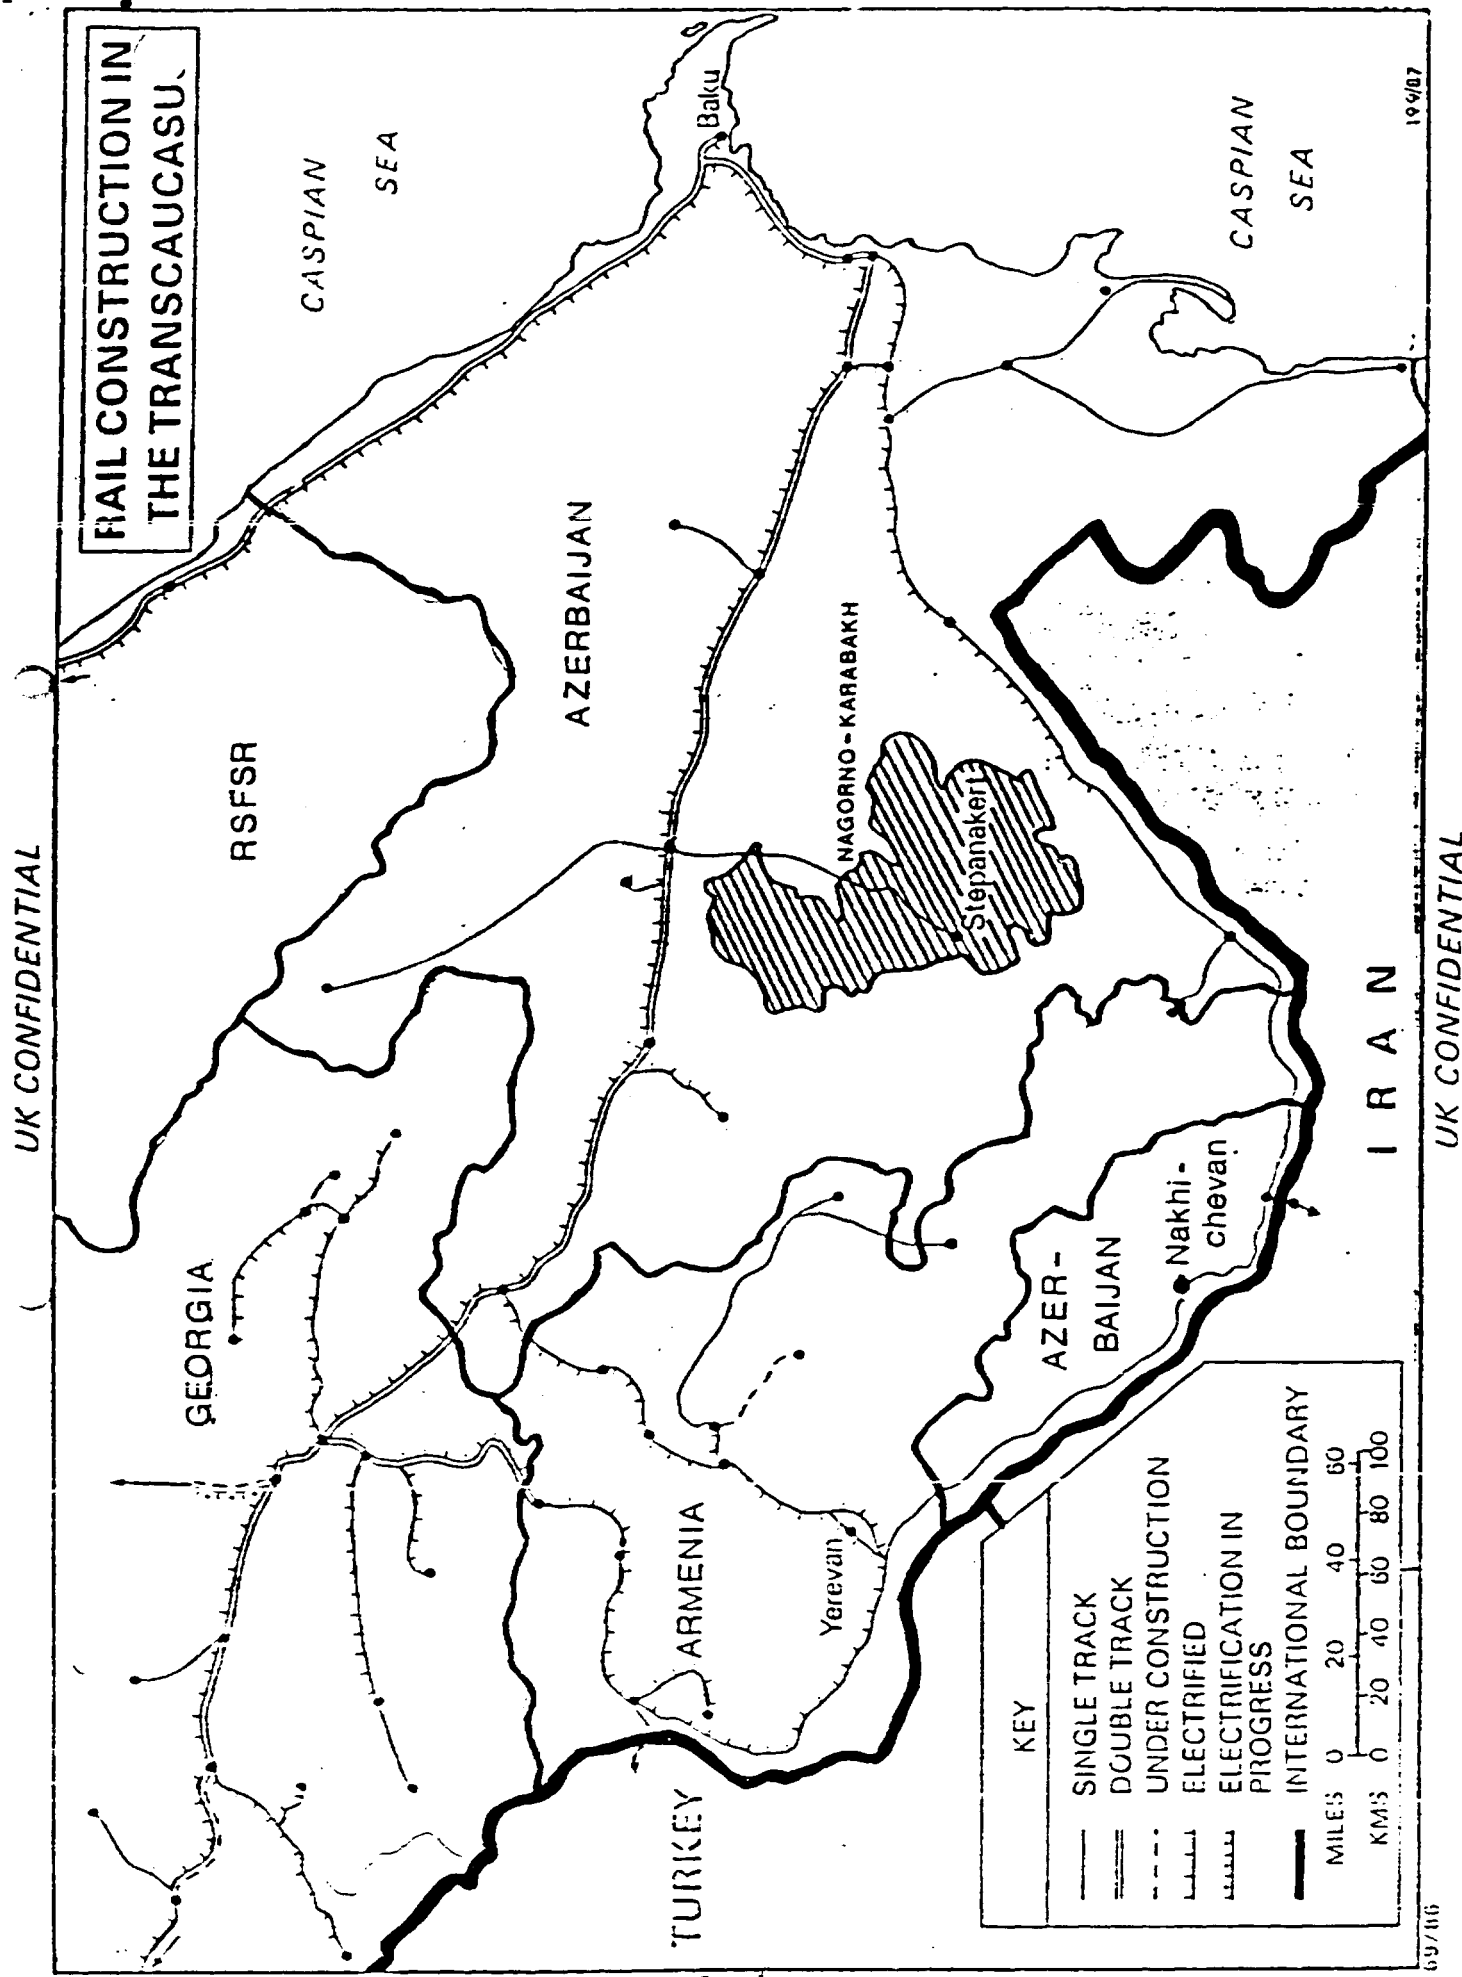 UK CONFIDENTIAL
RAIL CONSTRUCTION IN
THE TRANSCAUCASU.
CASPIAN
SEA
RSFSR
GEORGIA
AZERBAIJAN
Baku
NAGORNO-KARABAKH
Stepanakert
ARMENIA
Yerevan
TURKEY
AZER-
BAIJAN
Nakhi-
chevan
CASPIAN
SEA
IRAN
KEY
SINGLE TRACK
DOUBLE TRACK
UNDER CONSTRUCTION
ELECTRIFIED
ELECTRIFICATION IN
PROGRESS
INTERNATIONAL BOUNDARY
MILES 0 20 40 60
KMS 0 20 40 60 80 100
199/87
69/86
UK CONFIDENTIAL